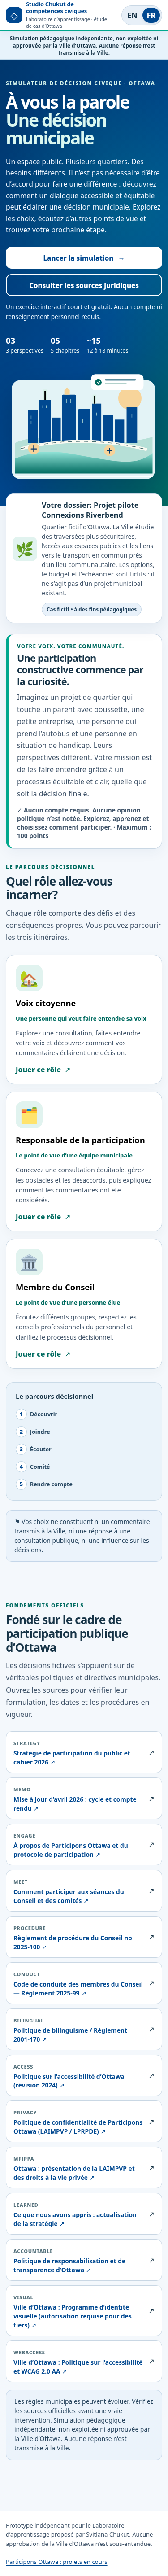 Studio Chukut de
compétences civiques
Laboratoire d'apprentissage · étude
de cas d'Ottawa
EN FR
Simulation pédagogique indépendante, non exploitée ni
approuvée par la Ville d'Ottawa. Aucune réponse n'est
transmise à la Ville.
SIMULATEUR DE DÉCISION CIVIQUE · OTTAWA
À vous la parole
Une décision
municipale
Un espace public. Plusieurs quartiers. Des
besoins différents. Il n'est pas nécessaire d'être
d'accord pour faire une différence : découvrez
comment un dialogue accessible et équitable
peut éclairer une décision municipale. Explorez
les choix, écoutez d'autres points de vue et
trouvez votre prochaine étape.
Lancer la simulation →
Consulter les sources juridiques
Un exercice interactif court et gratuit. Aucun compte ni
renseignement personnel requis.
03
3 perspectives
05
5 chapitres
~15
12 à 18 minutes
Votre dossier: Projet pilote
Connexions Riverbend
Quartier fictif d'Ottawa. La Ville étudie
des traversées plus sécuritaires,
l'accès aux espaces publics et les liens
vers le transport en commun près
d'un lieu communautaire. Les options,
le budget et l'échéancier sont fictifs : il
ne s'agit pas d'un projet municipal
existant.
Cas fictif • à des fins pédagogiques
VOTRE VOIX. VOTRE COMMUNAUTÉ.
Une participation
constructive commence par
la curiosité.
Imaginez un projet de quartier qui
touche un parent avec poussette, une
petite entreprise, une personne qui
prend l'autobus et une personne en
situation de handicap. Leurs
perspectives diffèrent. Votre mission est
de les faire entendre grâce à un
processus équitable et clair, quelle que
soit la décision finale.
✓ Aucun compte requis. Aucune opinion
politique n'est notée. Explorez, apprenez et
choisissez comment participer. · Maximum :
100 points
LE PARCOURS DÉCISIONNEL
Quel rôle allez-vous
incarner?
Chaque rôle comporte des défis et des
conséquences propres. Vous pouvez parcourir
les trois itinéraires.
Voix citoyenne
Une personne qui veut faire entendre sa voix
Explorez une consultation, faites entendre
votre voix et découvrez comment vos
commentaires éclairent une décision.
Jouer ce rôle ↗
Responsable de la participation
Le point de vue d'une équipe municipale
Concevez une consultation équitable, gérez
les obstacles et les désaccords, puis expliquez
comment les commentaires ont été
considérés.
Jouer ce rôle ↗
Membre du Conseil
Le point de vue d'une personne élue
Écoutez différents groupes, respectez les
conseils professionnels du personnel et
clarifiez le processus décisionnel.
Jouer ce rôle ↗
Le parcours décisionnel
1 Découvrir
2 Joindre
3 Écouter
4 Comité
5 Rendre compte
⚑ Vos choix ne constituent ni un commentaire
transmis à la Ville, ni une réponse à une
consultation publique, ni une influence sur les
décisions.
FONDEMENTS OFFICIELS
Fondé sur le cadre de
participation publique
d'Ottawa
Les décisions fictives s'appuient sur de
véritables politiques et directives municipales.
Ouvrez les sources pour vérifier leur
formulation, les dates et les procédures en
vigueur.
STRATEGY
Stratégie de participation du public et
cahier 2026 ↗
↗
MEMO
Mise à jour d'avril 2026 : cycle et compte
rendu ↗
↗
ENGAGE
À propos de Participons Ottawa et du
protocole de participation ↗
↗
MEET
Comment participer aux séances du
Conseil et des comités ↗
↗
PROCEDURE
Règlement de procédure du Conseil no
2025-100 ↗
↗
CONDUCT
Code de conduite des membres du Conseil
— Règlement 2025-99 ↗
↗
BILINGUAL
Politique de bilinguisme / Règlement
2001-170 ↗
↗
ACCESS
Politique sur l'accessibilité d'Ottawa
(révision 2024) ↗
↗
PRIVACY
Politique de confidentialité de Participons
Ottawa (LAIMPVP / LPRPDE) ↗
↗
MFIPPA
Ottawa : présentation de la LAIMPVP et
des droits à la vie privée ↗
↗
LEARNED
Ce que nous avons appris : actualisation
de la stratégie ↗
↗
ACCOUNTABLE
Politique de responsabilisation et de
transparence d'Ottawa ↗
↗
VISUAL
Ville d'Ottawa : Programme d'identité
visuelle (autorisation requise pour des
tiers) ↗
↗
WEBACCESS
Ville d'Ottawa : Politique sur l'accessibilité
et WCAG 2.0 AA ↗
↗
Les règles municipales peuvent évoluer. Vérifiez
les sources officielles avant une vraie
intervention. Simulation pédagogique
indépendante, non exploitée ni approuvée par
la Ville d'Ottawa. Aucune réponse n'est
transmise à la Ville.
Prototype indépendant pour le Laboratoire
d'apprentissage proposé par Svitlana Chukut. Aucune
approbation de la Ville d'Ottawa n'est sous-entendue.
Participons Ottawa : projets en cours